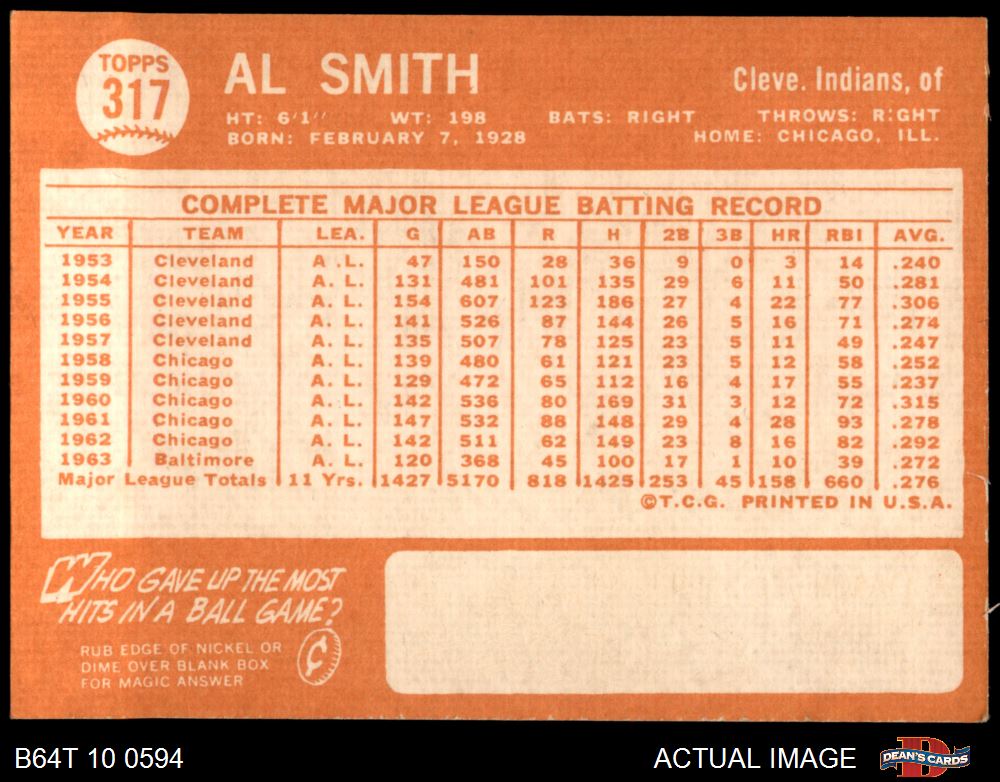 TOPPS
317
AL SMITH
Cleve. Indians, of
HT: 6'1" WT: 198 BATS: RIGHT THROWS: RIGHT
BORN: FEBRUARY 7, 1928 HOME: CHICAGO, ILL.
COMPLETE MAJOR LEAGUE BATTING RECORD
YEAR TEAM LEA. G AB R H 2B 3B HR RBI AVG.
1953 Cleveland A. L. 47 150 28 36 9 0 3 14 .240
1954 Cleveland A. L. 131 481 101 135 29 6 11 50 .281
1955 Cleveland A. L. 154 607 123 186 27 4 22 77 .306
1956 Cleveland A. L. 141 526 87 144 26 5 16 71 .274
1957 Cleveland A. L. 135 507 78 125 23 5 11 49 .247
1958 Chicago A. L. 139 480 61 121 23 5 12 58 .252
1959 Chicago A. L. 129 472 65 112 16 4 17 55 .237
1960 Chicago A. L. 142 536 80 169 31 3 12 72 .315
1961 Chicago A. L. 147 532 88 148 29 4 28 93 .278
1962 Chicago A. L. 142 511 62 149 23 8 16 82 .292
1963 Baltimore A. L. 120 368 45 100 17 1 10 39 .272
Major League Totals 11 Yrs. 1427 5170 818 1425 253 45 158 660 .276
©T.C.G. PRINTED IN U.S.A.
WHO GAVE UP THE MOST
HITS IN A BALL GAME?
RUB EDGE OF NICKEL OR
DIME OVER BLANK BOX
FOR MAGIC ANSWER
¢
B64T 10 0594
ACTUAL IMAGE
DEAN'S CARDS